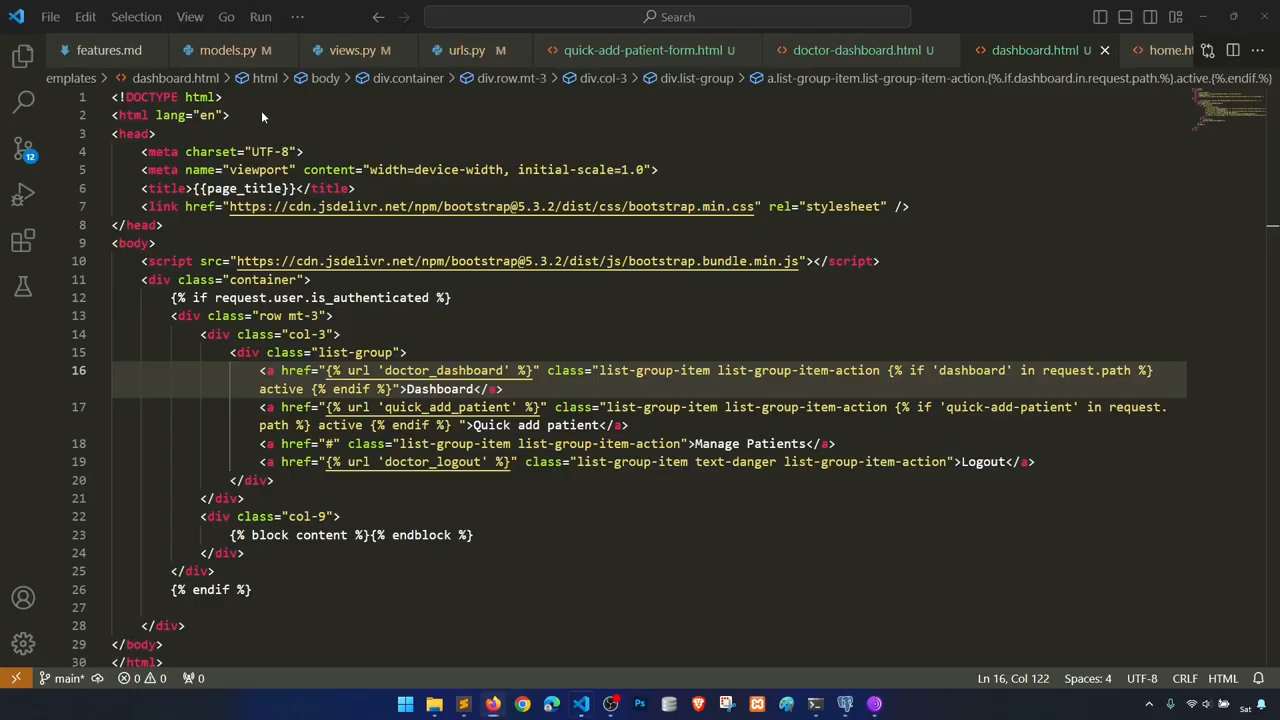 File Edit Selection View Go Run ··· Search
features.md models.py M views.py M urls.py M quick-add-patient-form.html U doctor-dashboard.html U dashboard.html U home.ht
emplates > dashboard.html > html > body > div.container > div.row.mt-3 > div.col-3 > div.list-group > a.list-group-item.list-group-item-action.{%.if.dashboard.in.request.path.%}.active.{%.endif.%}
1 <!DOCTYPE html>
2 <html lang="en">
3 <head>
4 <meta charset="UTF-8">
5 <meta name="viewport" content="width=device-width, initial-scale=1.0">
6 <title>{{page_title}}</title>
7 <link href="https://cdn.jsdelivr.net/npm/bootstrap@5.3.2/dist/css/bootstrap.min.css" rel="stylesheet" />
8 </head>
9 <body>
10 <script src="https://cdn.jsdelivr.net/npm/bootstrap@5.3.2/dist/js/bootstrap.bundle.min.js"></script>
11 <div class="container">
12 {% if request.user.is_authenticated %}
13 <div class="row mt-3">
14 <div class="col-3">
15 <div class="list-group">
16 <a href="{% url 'doctor_dashboard' %}" class="list-group-item list-group-item-action {% if 'dashboard' in request.path %}
active {% endif %}">Dashboard</a>
17 <a href="{% url 'quick_add_patient' %}" class="list-group-item list-group-item-action {% if 'quick-add-patient' in request.
path %} active {% endif %} ">Quick add patient</a>
18 <a href="#" class="list-group-item list-group-item-action">Manage Patients</a>
19 <a href="{% url 'doctor_logout' %}" class="list-group-item text-danger list-group-item-action">Logout</a>
20 </div>
21 </div>
22 <div class="col-9">
23 {% block content %}{% endblock %}
24 </div>
25 </div>
26 {% endif %}
27
28 </div>
29 </body>
30 </html>
12
main* 0 0 0 Ln 16, Col 122 Spaces: 4 UTF-8 CRLF HTML
Ps Sat